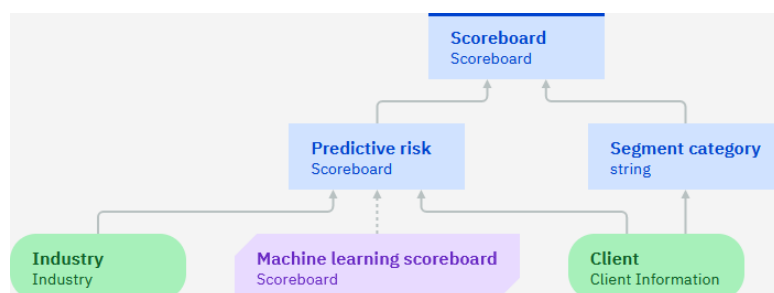 Scoreboard
Scoreboard
Predictive risk
Scoreboard
Segment category
string
Industry
Industry
Machine learning scoreboard
Scoreboard
Client
Client Information